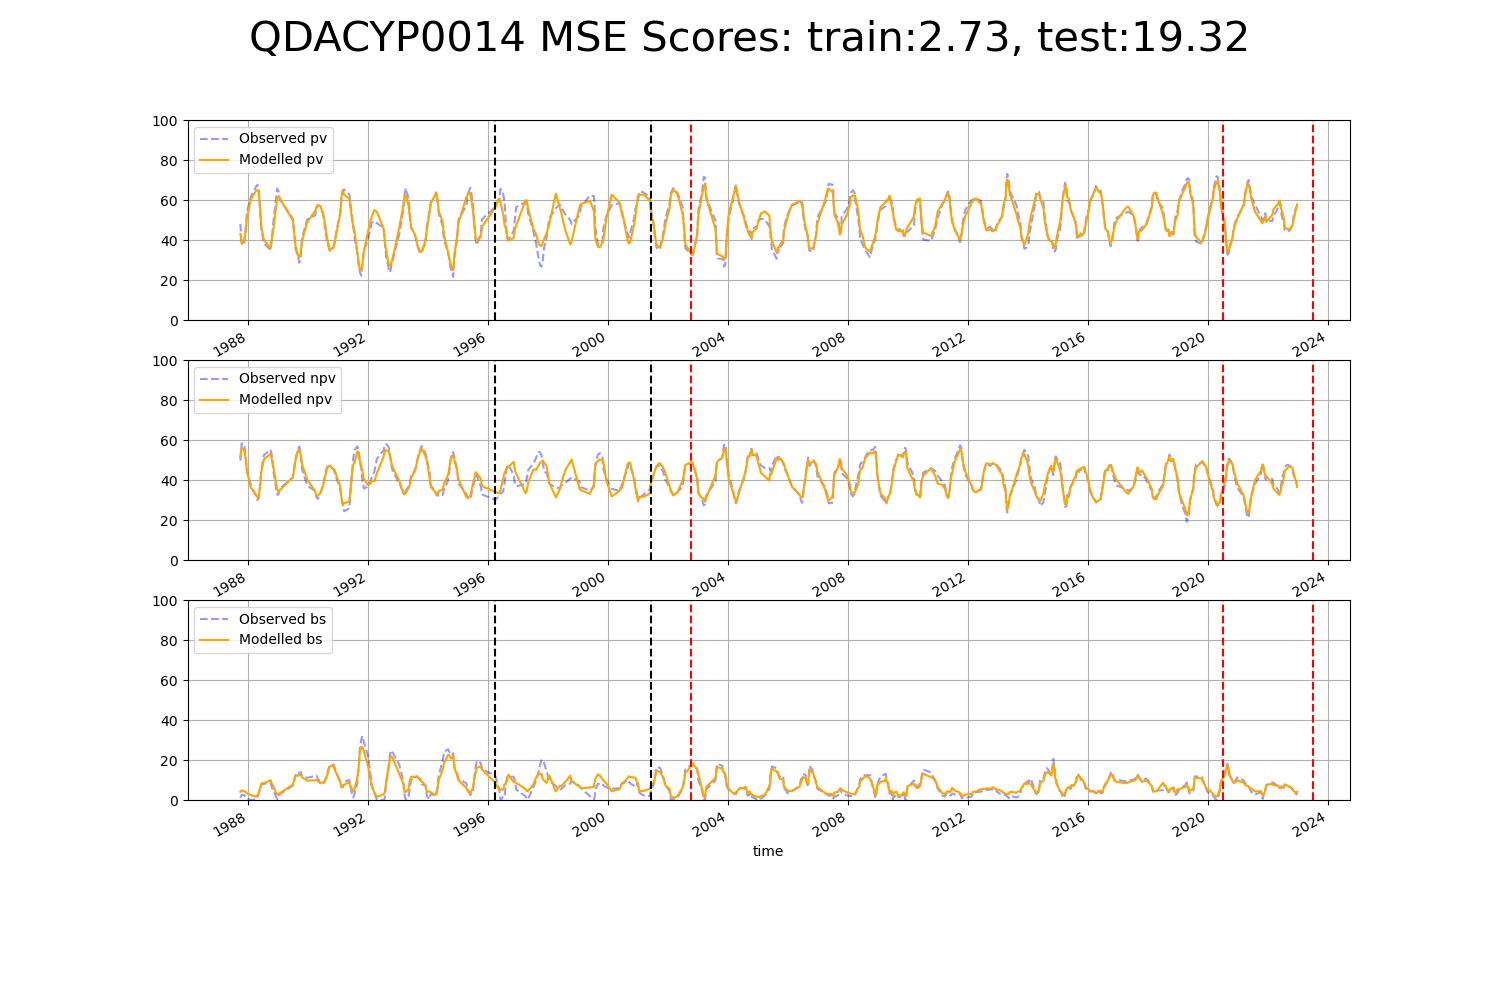 QDACYP0014 MSE Scores: train:2.73, test:19.32
100
80
60
40
20
0
Observed pv
Modelled pv
1988 1992 1996 2000 2004 2008 2012 2016 2020 2024
100
80
60
40
20
0
Observed npv
Modelled npv
1988 1992 1996 2000 2004 2008 2012 2016 2020 2024
100
80
60
40
20
0
Observed bs
Modelled bs
1988 1992 1996 2000 2004 2008 2012 2016 2020 2024
time